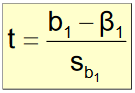 t = (b₁ − β₁) / s_b₁